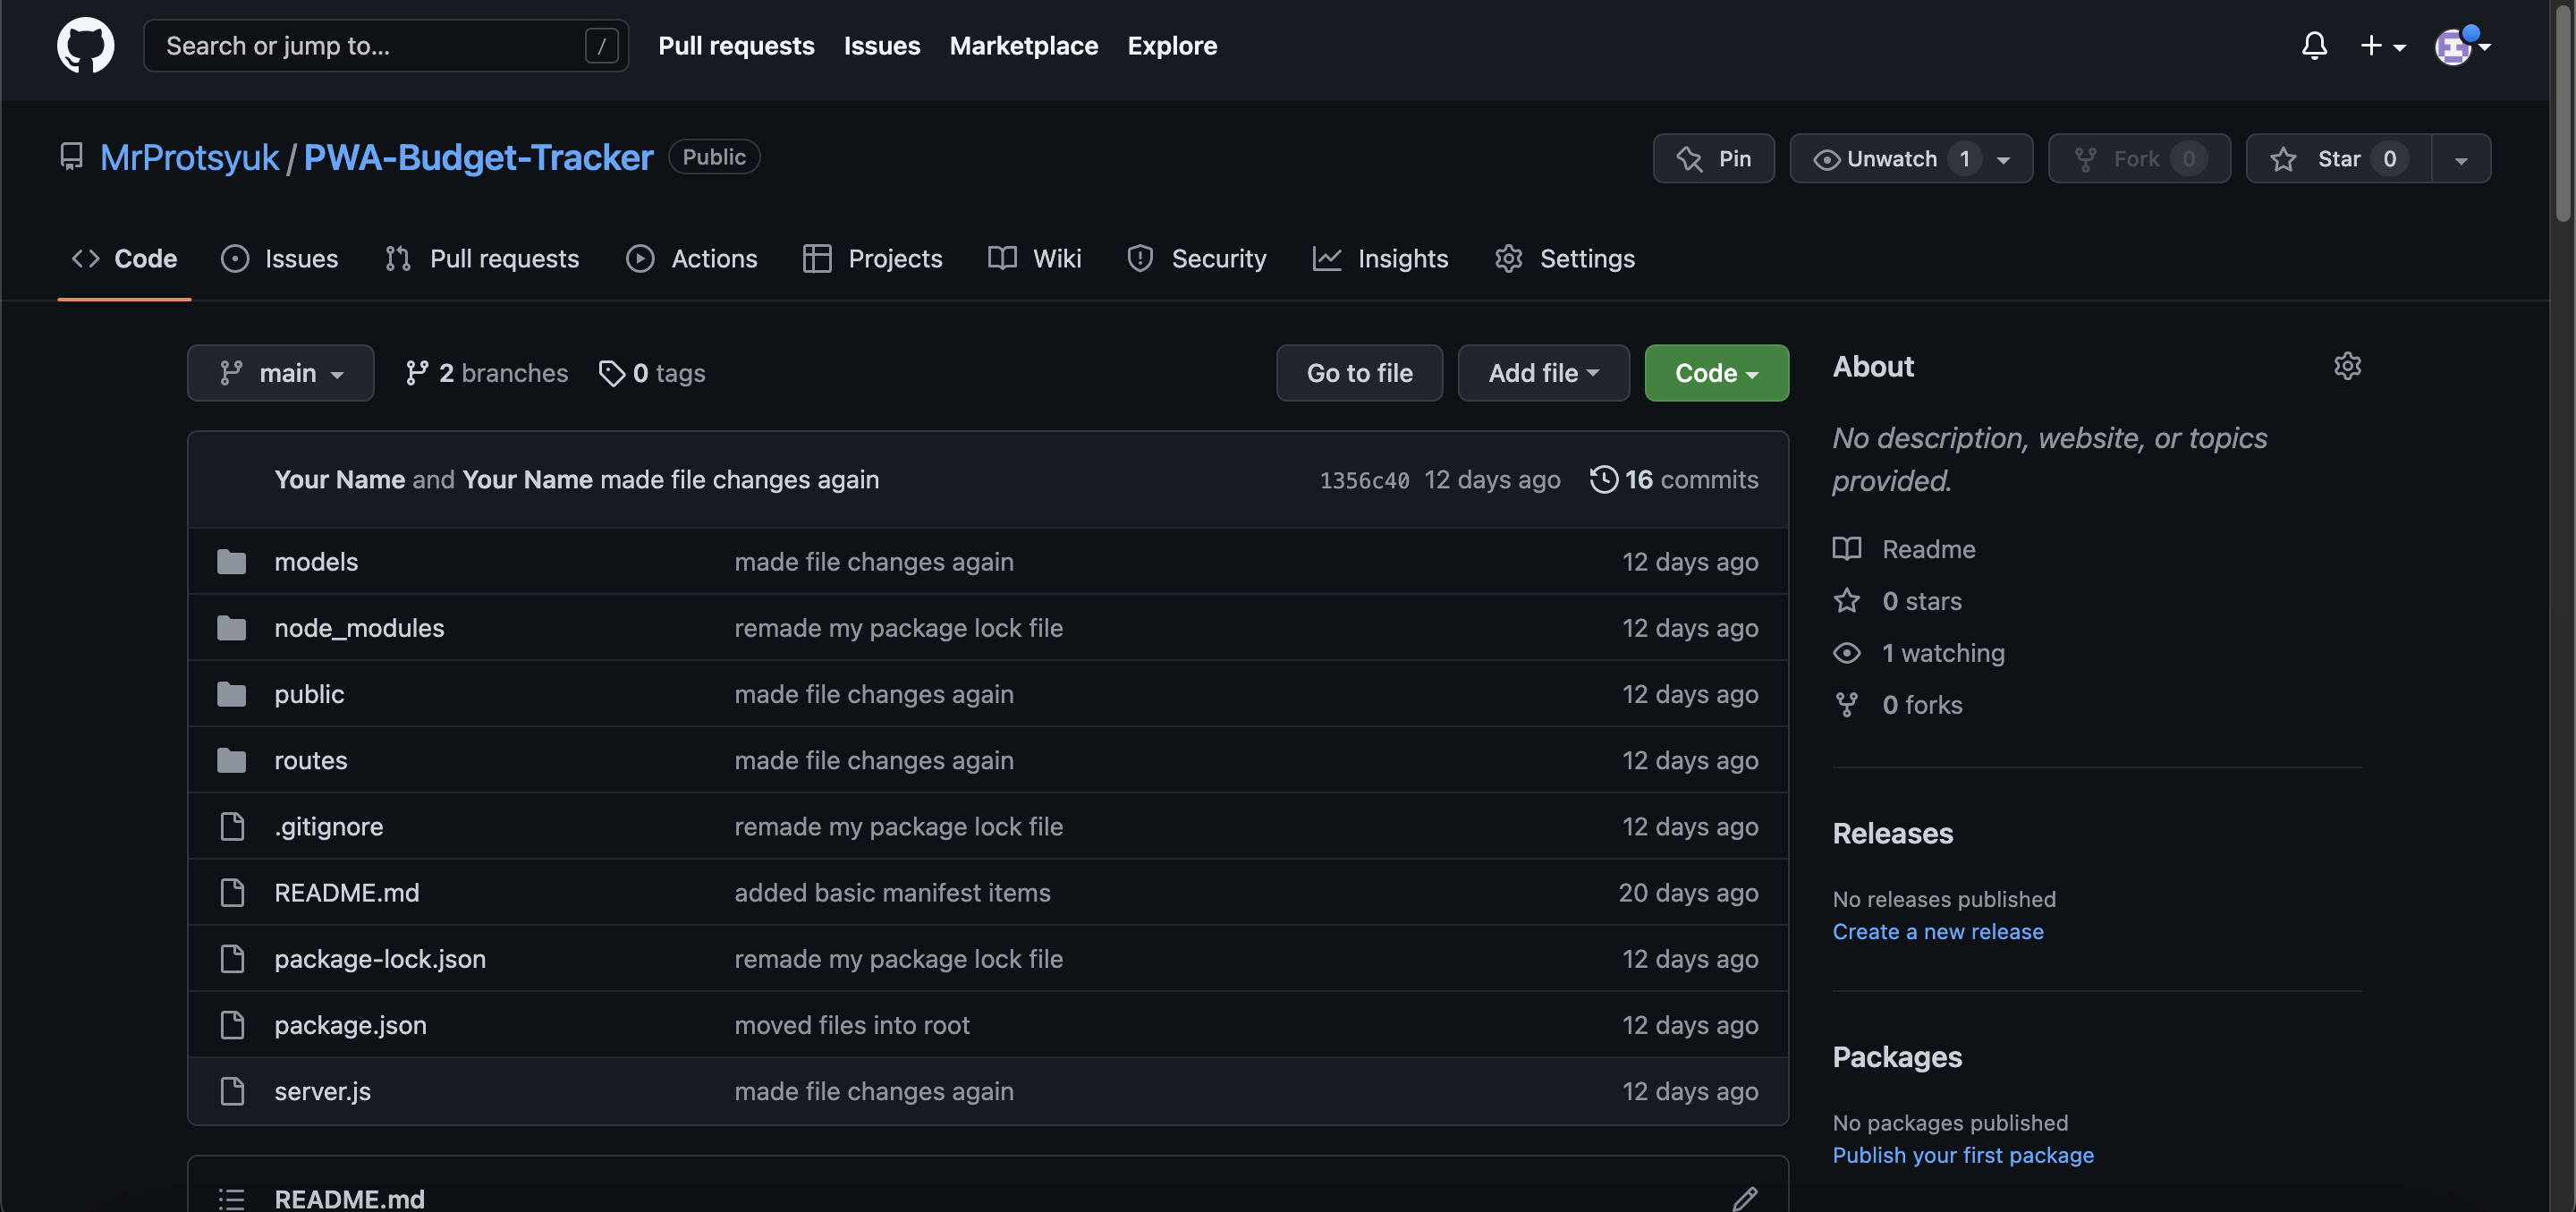 Search or jump to... /
Pull requests Issues Marketplace Explore
MrProtsyuk / PWA-Budget-Tracker Public
Pin Unwatch 1 Fork 0 Star 0
Code Issues Pull requests Actions Projects Wiki Security Insights Settings
main 2 branches 0 tags Go to file Add file Code
Your Name and Your Name made file changes again 1356c40 12 days ago 16 commits
models made file changes again 12 days ago
node_modules remade my package lock file 12 days ago
public made file changes again 12 days ago
routes made file changes again 12 days ago
.gitignore remade my package lock file 12 days ago
README.md added basic manifest items 20 days ago
package-lock.json remade my package lock file 12 days ago
package.json moved files into root 12 days ago
server.js made file changes again 12 days ago
README.md
About
No description, website, or topics
provided.
Readme
0 stars
1 watching
0 forks
Releases
No releases published
Create a new release
Packages
No packages published
Publish your first package